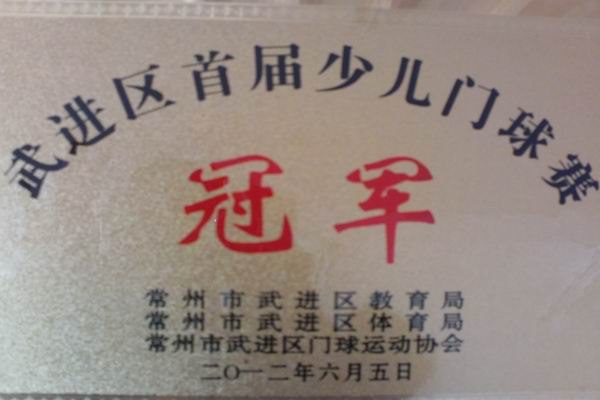 武进区首届少儿门球赛
冠军
常州市武进区教育局
常州市武进区体育局
常州市武进区门球运动协会
二〇一二年六月五日